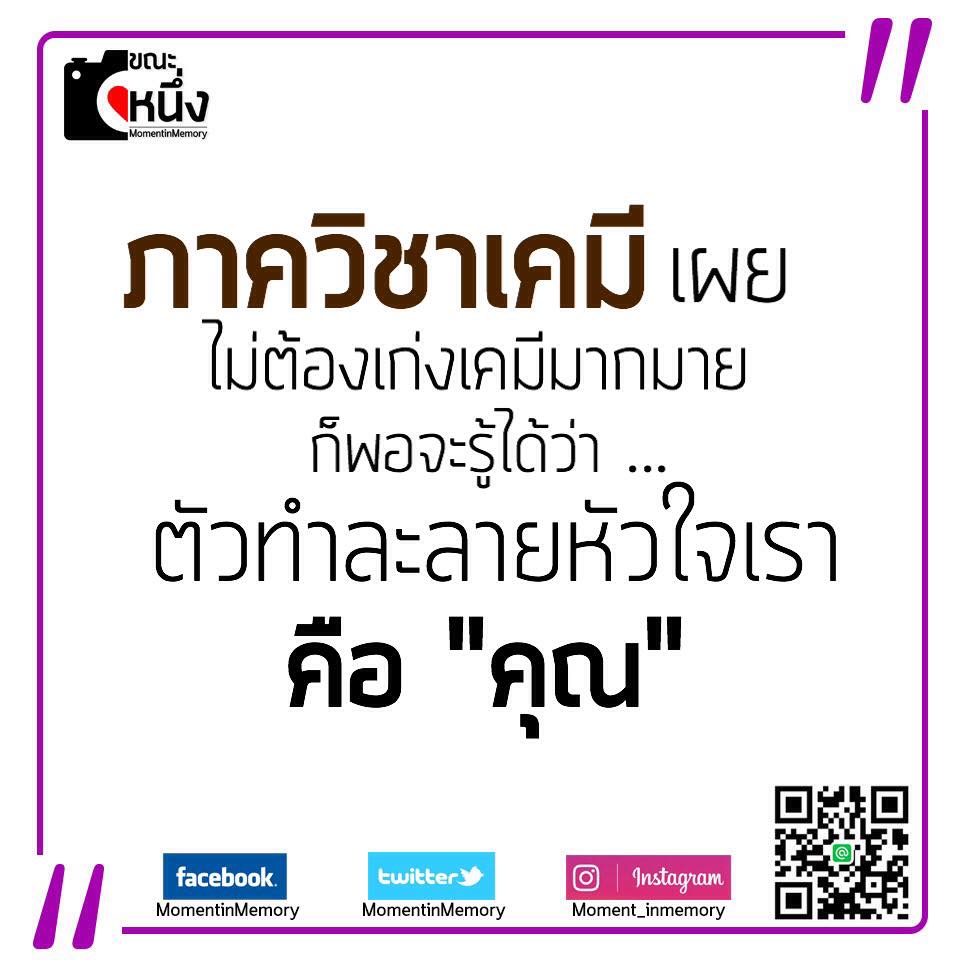 ขณะ
หนึ่ง
MomentinMemory
ภาควิชาเคมี เผย
ไม่ต้องเก่งเคมีมากมาย
ก็พอจะรู้ได้ว่า ...
ตัวทำละลายหัวใจเรา
คือ "คุณ"
facebook.
twitter
Instagram
MomentinMemory
MomentinMemory
Moment_inmemory